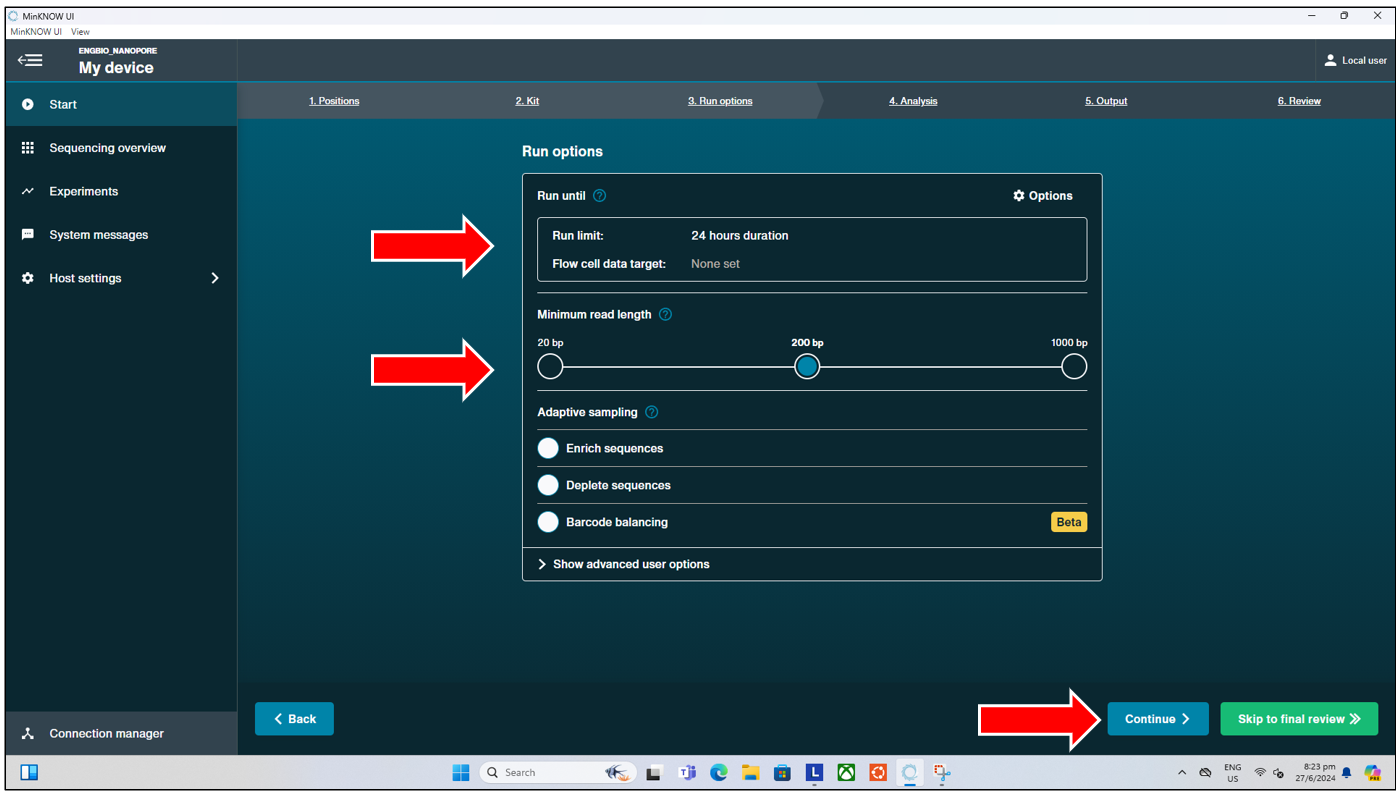 MinKNOW UI
MinKNOW UI View
ENGBIO_NANOPORE
My device
Local user
Start
Sequencing overview
Experiments
System messages
Host settings
Connection manager
1. Positions
2. Kit
3. Run options
4. Analysis
5. Output
6. Review
Run options
Run until ?
Options
Run limit: 24 hours duration
Flow cell data target: None set
Minimum read length ?
20 bp 200 bp 1000 bp
Adaptive sampling ?
Enrich sequences
Deplete sequences
Barcode balancing Beta
Show advanced user options
Back
Continue
Skip to final review
Search
ENG
US
8:23 pm
27/6/2024